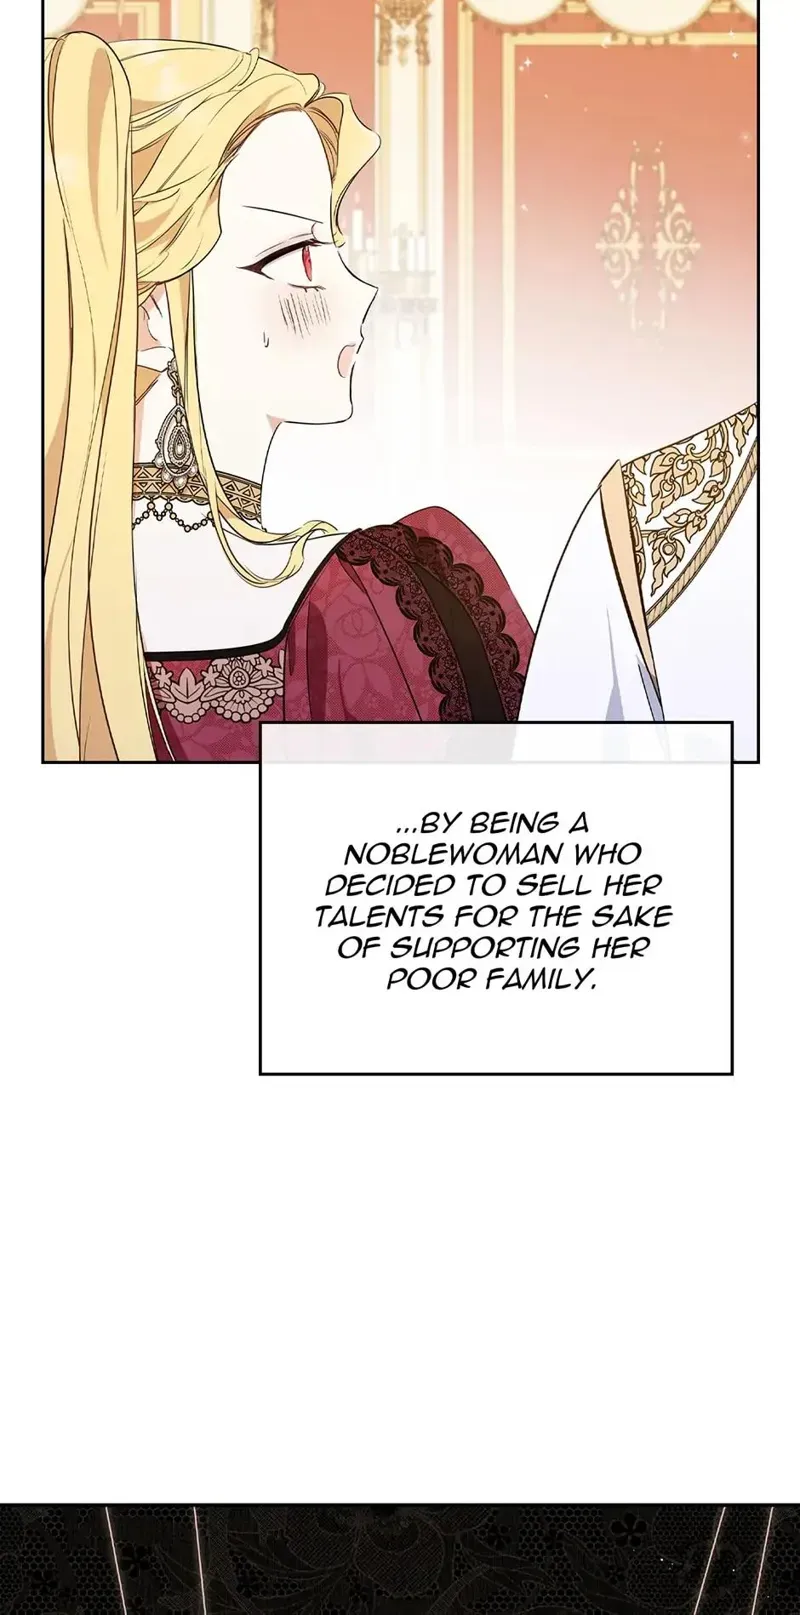 ...BY BEING A
NOBLEWOMAN WHO
DECIDED TO SELL HER
TALENTS FOR THE SAKE
OF SUPPORTING HER
POOR FAMILY.